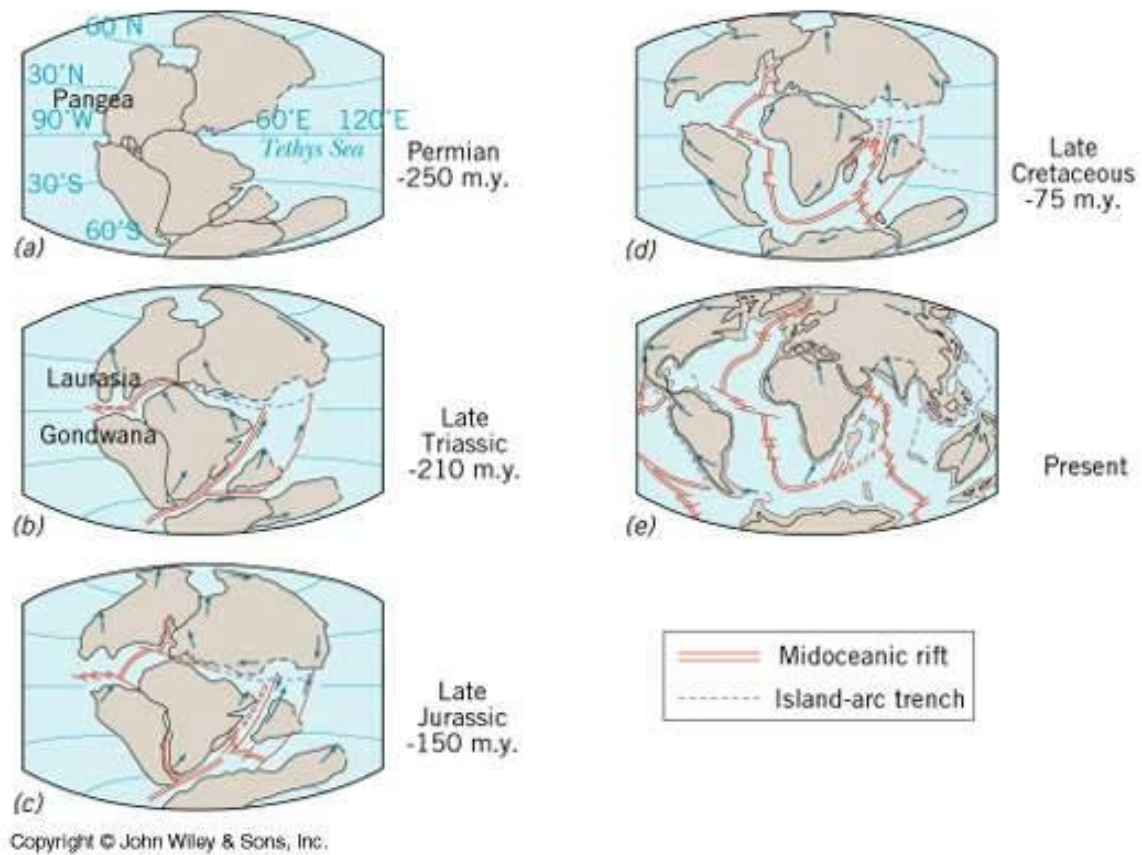 60°N
30°N
Pangea
90°W 60°E 120°E
Tethys Sea
30°S
60°S
(a)
Permian
-250 m.y.
Laurasia
Gondwana
(b)
Late
Triassic
-210 m.y.
(c)
Late
Jurassic
-150 m.y.
(d)
Late
Cretaceous
-75 m.y.
(e)
Present
Midoceanic rift
Island-arc trench
Copyright © John Wiley & Sons, Inc.